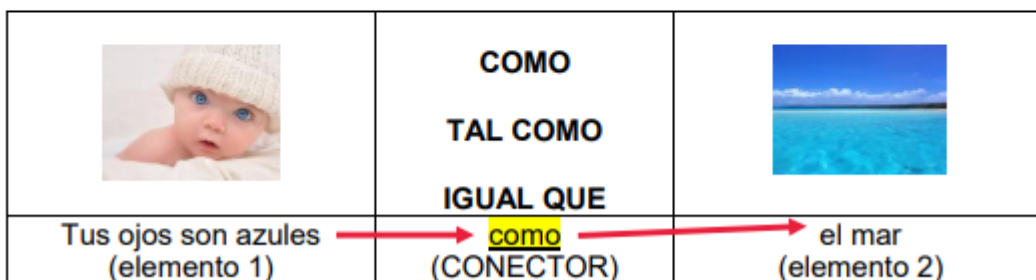 COMO
TAL COMO
IGUAL QUE
Tus ojos son azules como el mar
(elemento 1) (CONECTOR) (elemento 2)